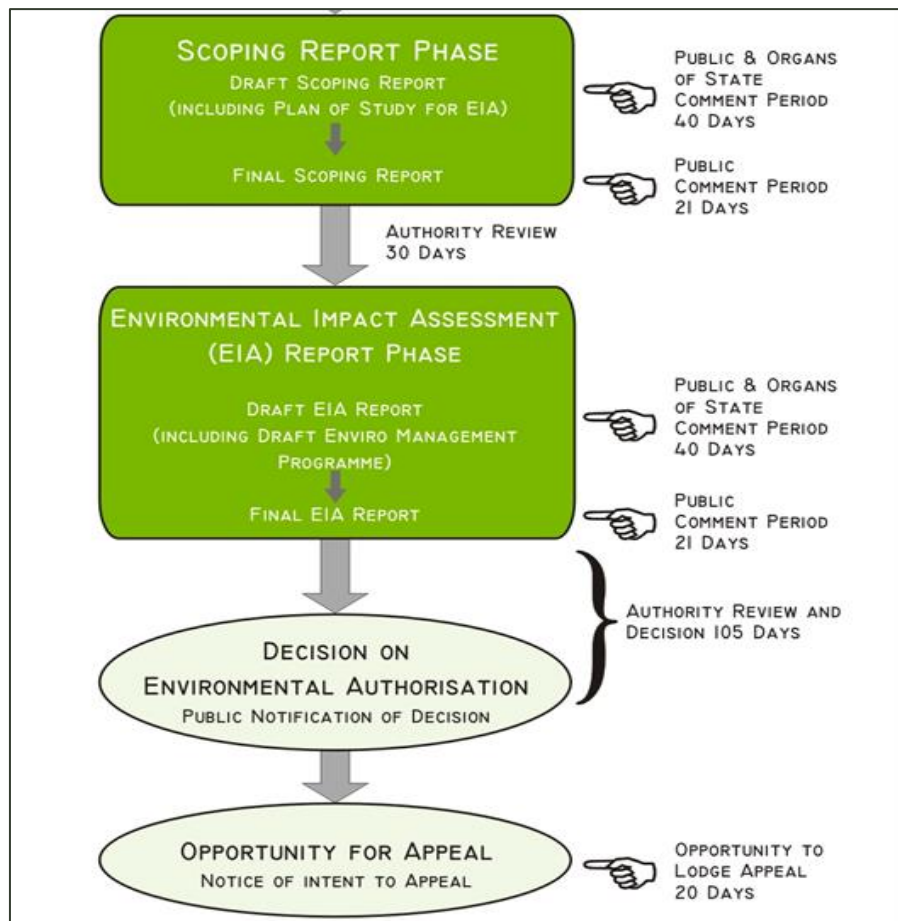 SCOPING REPORT PHASE
DRAFT SCOPING REPORT
(INCLUDING PLAN OF STUDY FOR EIA)
FINAL SCOPING REPORT
PUBLIC & ORGANS
OF STATE
COMMENT PERIOD
40 DAYS
PUBLIC
COMMENT PERIOD
21 DAYS
AUTHORITY REVIEW
30 DAYS
ENVIRONMENTAL IMPACT ASSESSMENT
(EIA) REPORT PHASE
DRAFT EIA REPORT
(INCLUDING DRAFT ENVIRO MANAGEMENT
PROGRAMME)
FINAL EIA REPORT
PUBLIC & ORGANS
OF STATE
COMMENT PERIOD
40 DAYS
PUBLIC
COMMENT PERIOD
21 DAYS
AUTHORITY REVIEW AND
DECISION 105 DAYS
DECISION ON
ENVIRONMENTAL AUTHORISATION
PUBLIC NOTIFICATION OF DECISION
OPPORTUNITY FOR APPEAL
NOTICE OF INTENT TO APPEAL
OPPORTUNITY TO
LODGE APPEAL
20 DAYS